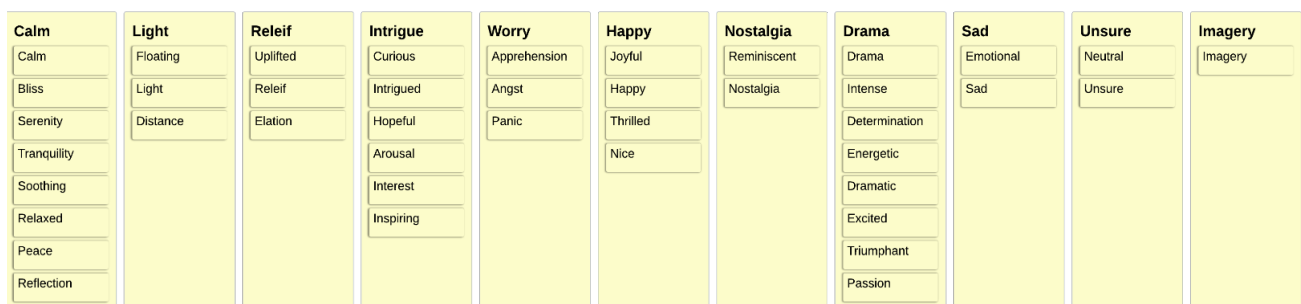 Calm
Calm
Bliss
Serenity
Tranquility
Soothing
Relaxed
Peace
Reflection
Light
Floating
Light
Distance
Releif
Uplifted
Releif
Elation
Intrigue
Curious
Intrigued
Hopeful
Arousal
Interest
Inspiring
Worry
Apprehension
Angst
Panic
Happy
Joyful
Happy
Thrilled
Nice
Nostalgia
Reminiscent
Nostalgia
Drama
Drama
Intense
Determination
Energetic
Dramatic
Excited
Triumphant
Passion
Sad
Emotional
Sad
Unsure
Neutral
Unsure
Imagery
Imagery